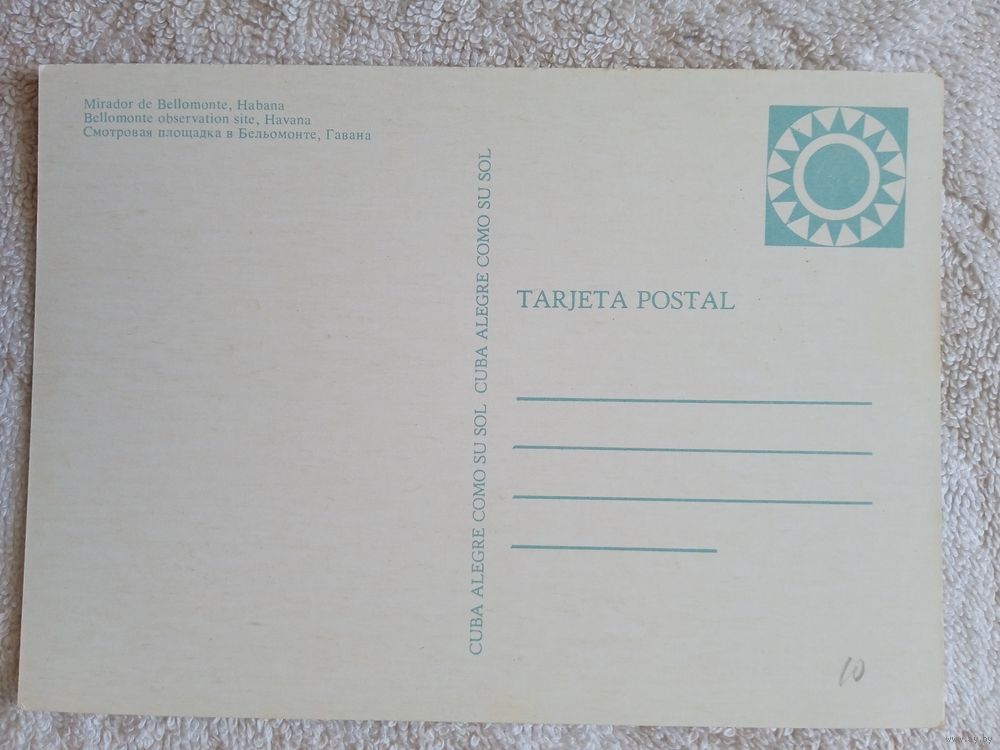 Mirador de Bellomonte, Habana
Bellomonte observation site, Havana
Смотровая площадка в Бельомонте, Гавана
CUBA ALEGRE COMO SU SOL CUBA ALEGRE COMO SU SOL
TARJETA POSTAL
10